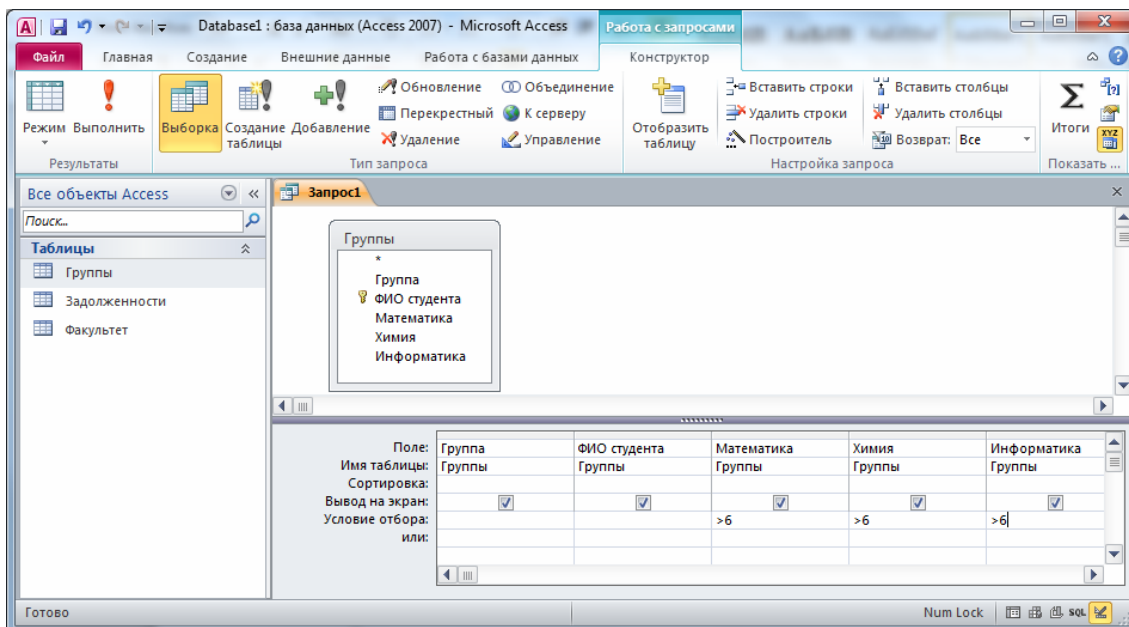 Database1 : база данных (Access 2007) - Microsoft Access
Работа с запросами
Файл Главная Создание Внешние данные Работа с базами данных Конструктор
Режим Выполнить
Результаты
Выборка Создание таблицы Добавление
Обновление Объединение
Перекрестный К серверу
Удаление Управление
Тип запроса
Отобразить таблицу
Вставить строки Вставить столбцы
Удалить строки Удалить столбцы
Построитель Возврат: Все
Настройка запроса
Итоги
Показать ...
Все объекты Access
Поиск...
Таблицы
Группы
Задолженности
Факультет
Запрос1
Группы
*
Группа
ФИО студента
Математика
Химия
Информатика
Поле: Группа ФИО студента Математика Химия Информатика
Имя таблицы: Группы Группы Группы Группы Группы
Сортировка:
Вывод на экран:
Условие отбора: >6 >6 >6
или:
Готово Num Lock SQL